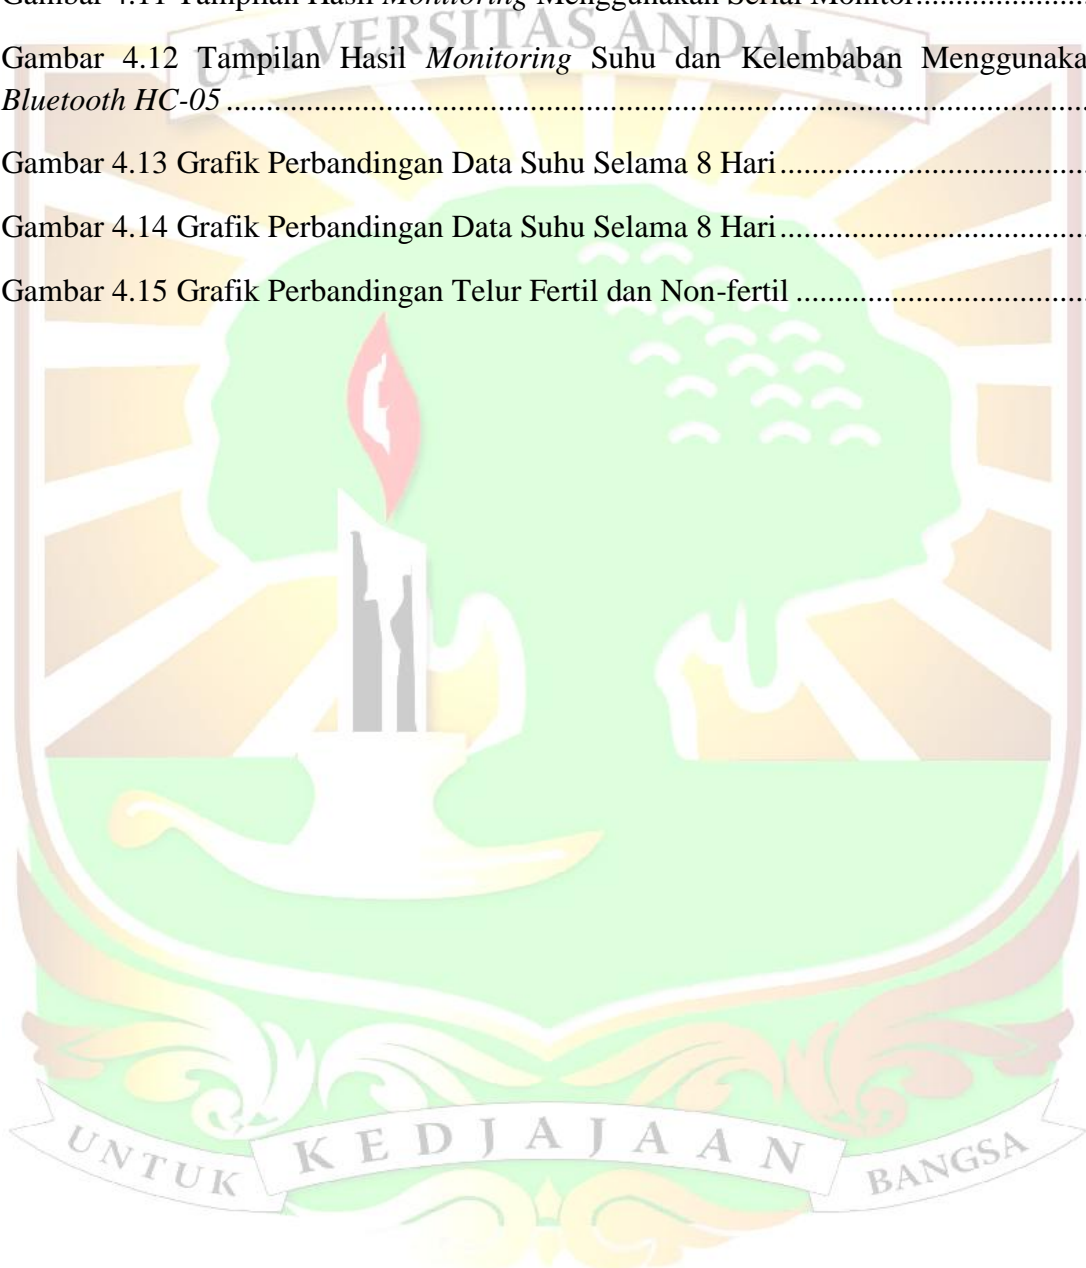 Gambar 4.11 Tampilan Hasil Monitoring Menggunakan Serial Monitor....................
UNIVERSITAS ANDALAS
Gambar 4.12 Tampilan Hasil Monitoring Suhu dan Kelembaban Menggunaka
Bluetooth HC-05 ..........................................................................................
Gambar 4.13 Grafik Perbandingan Data Suhu Selama 8 Hari.................................
Gambar 4.14 Grafik Perbandingan Data Suhu Selama 8 Hari.................................
Gambar 4.15 Grafik Perbandingan Telur Fertil dan Non-fertil ...............................
UNTUK KEDJAJAAN BANGSA